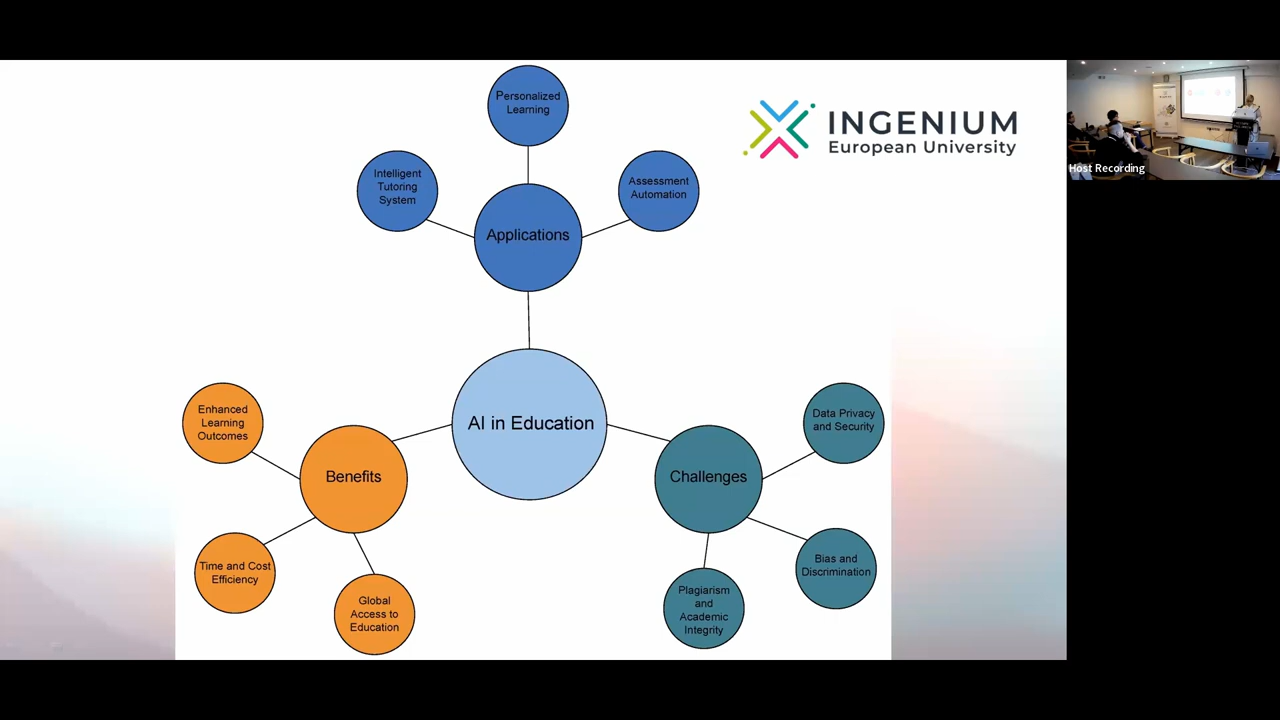 Personalized
Learning
INGENIUM
European University
Host Recording
Intelligent
Tutoring
System
Assessment
Automation
Applications
AI in Education
Enhanced
Learning
Outcomes
Benefits
Time and Cost
Efficiency
Global
Access to
Education
Challenges
Data Privacy
and Security
Bias and
Discrimination
Plagiarism
and
Academic
Integrity